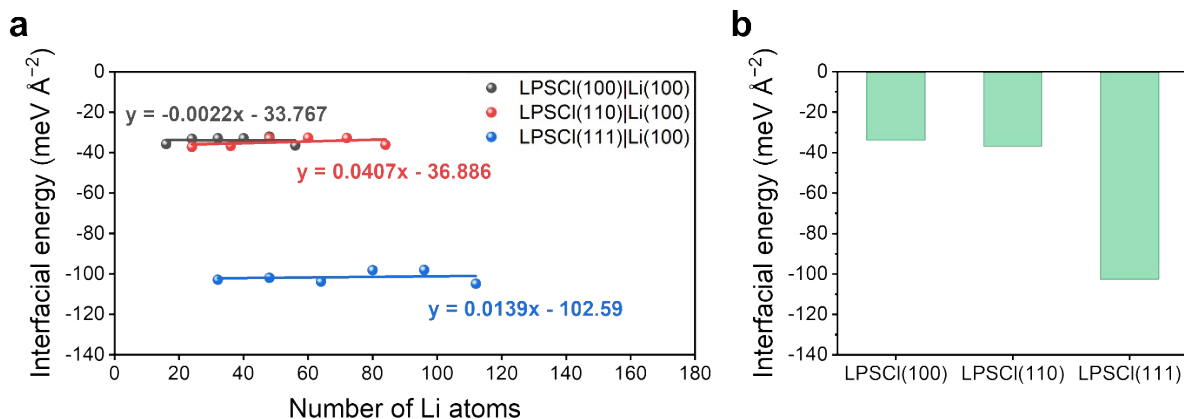 a
Interfacial energy (meV Å⁻²)
0
-20
-40
-60
-80
-100
-120
-140
LPSCl(100)|Li(100)
LPSCl(110)|Li(100)
LPSCl(111)|Li(100)
y = -0.0022x - 33.767
y = 0.0407x - 36.886
y = 0.0139x - 102.59
0 20 40 60 80 100 120 140 160 180
Number of Li atoms
b
Interfacial energy (meV Å⁻²)
0
-20
-40
-60
-80
-100
-120
-140
LPSCl(100) LPSCl(110) LPSCl(111)